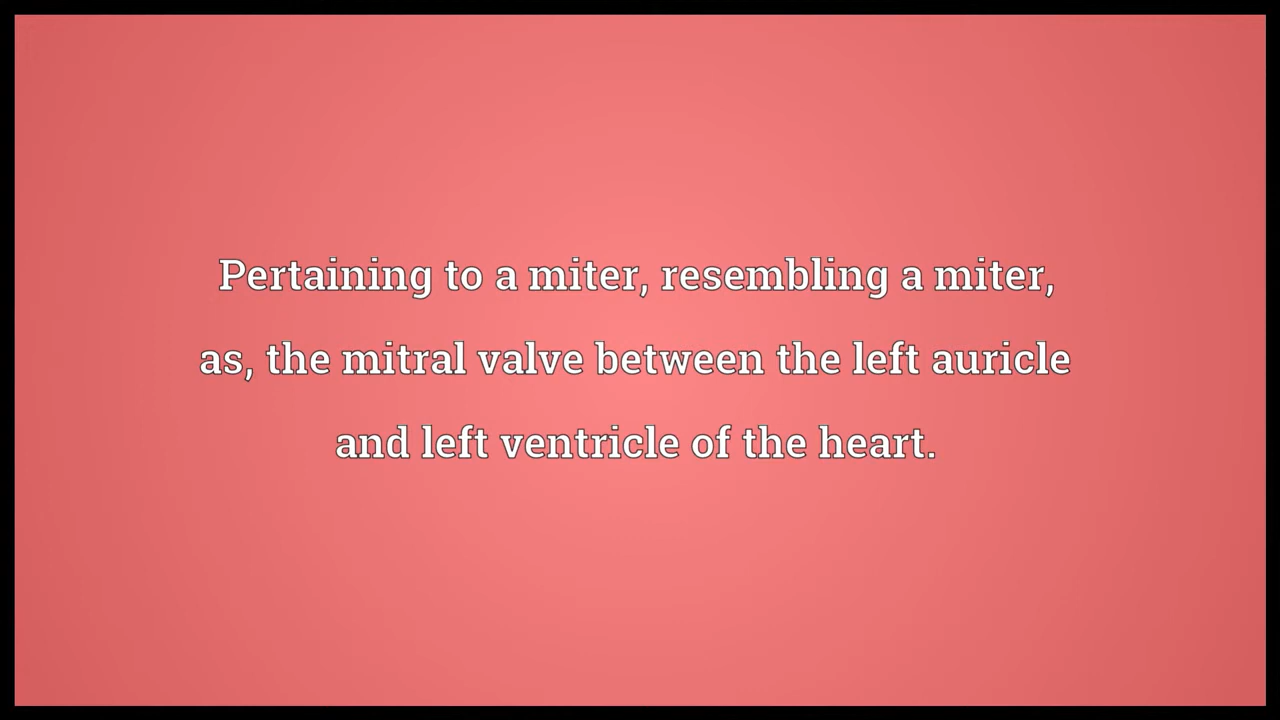 Pertaining to a miter, resembling a miter,
as, the mitral valve between the left auricle
and left ventricle of the heart.